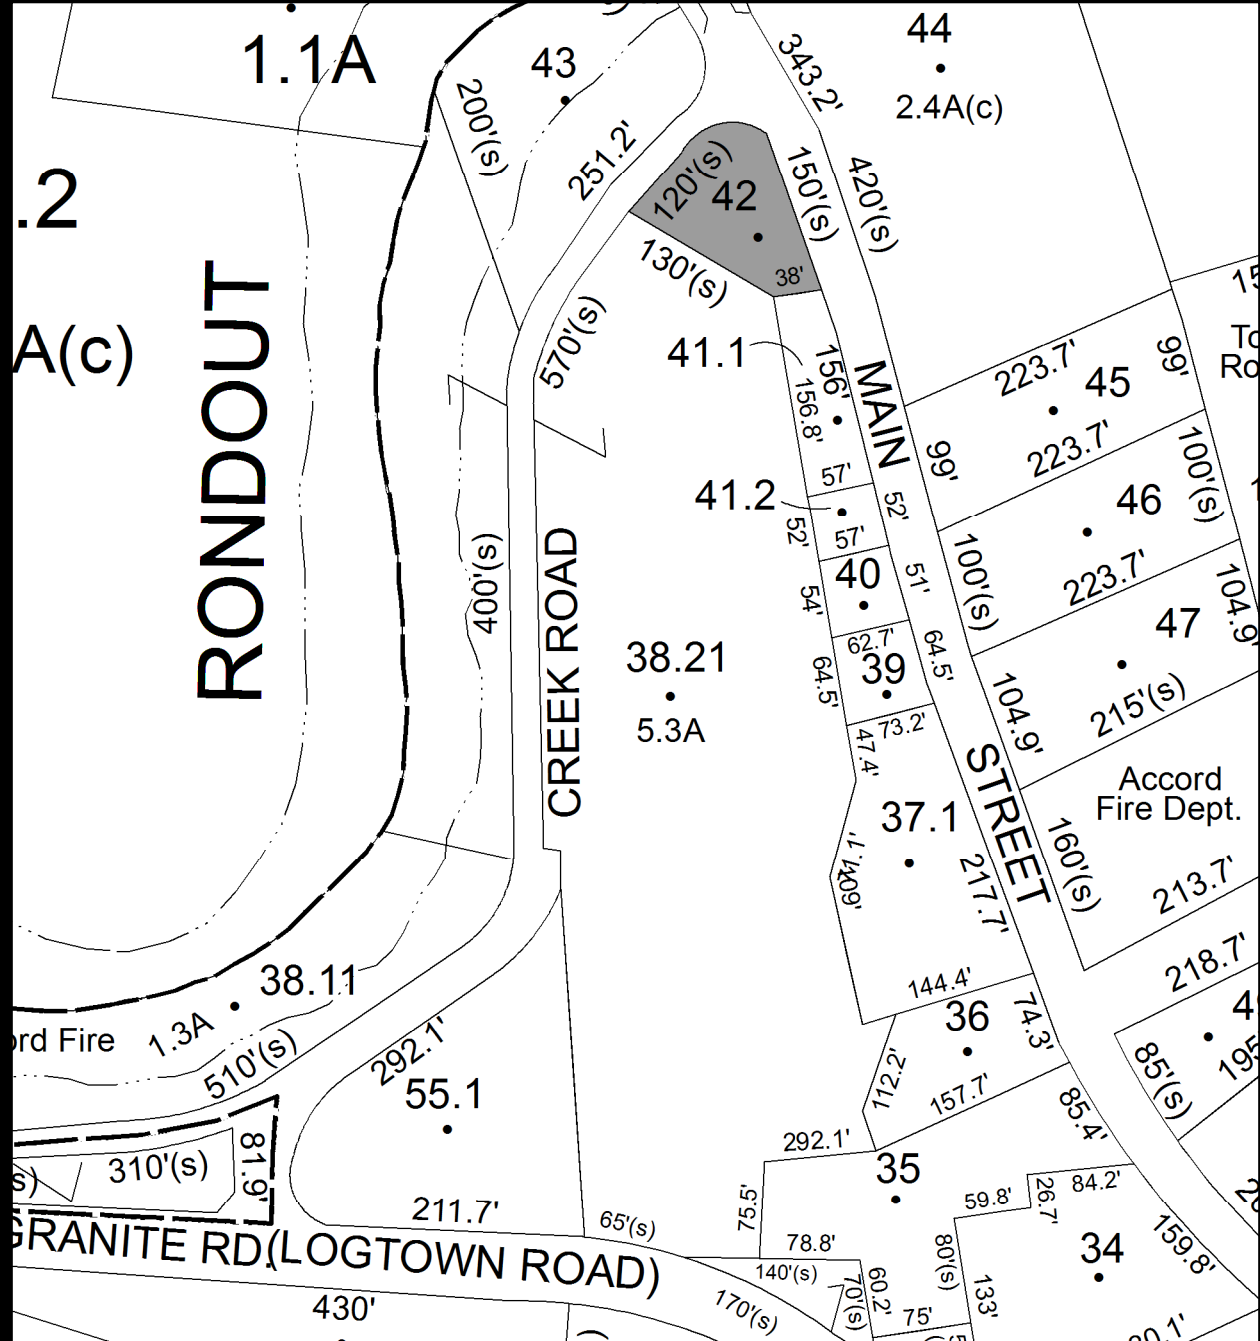 44
43
1.1A
343.2'
200'(s)
2.4A(c)
251.2'
.2
120'(s)
42
150'(s)
420'(s)
130'(s)
38'
RONDOUT
A(c)
570'(s)
41.1
156'
156.8'
MAIN
223.7'
45
99'
223.7'
99'
57'
41.2
52'
52'
57'
46
100'(s)
400'(s)
CREEK ROAD
40
51'
54'
100'(s)
223.7'
104.9'
38.21
5.3A
62.7'
39
64.5'
64.5'
47
73.2'
47.4'
104.9'
215'(s)
STREET
Accord
Fire Dept.
37.1
217.7'
160'(s)
209'
213.7'
218.7'
38.11
1.3A
144.4'
36
74.3'
Fire
510'(s)
292.1'
55.1
112.2'
157.7'
85.4'
85'(s)
81.9'
310'(s)
292.1'
35
75.5'
211.7'
65'(s)
59.8'
26.7'
84.2'
GRANITE RD.(LOGTOWN ROAD)
78.8'
140'(s)
80'(s)
34
159.8'
430'
170'(s)
70'(s)
60.2'
75'
133'